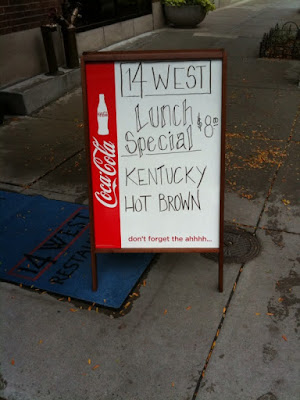 14 WEST
Lunch $8.00
Special
KENTUCKY
HOT BROWN
Coca-Cola
don't forget the ahhhh...
14 WEST